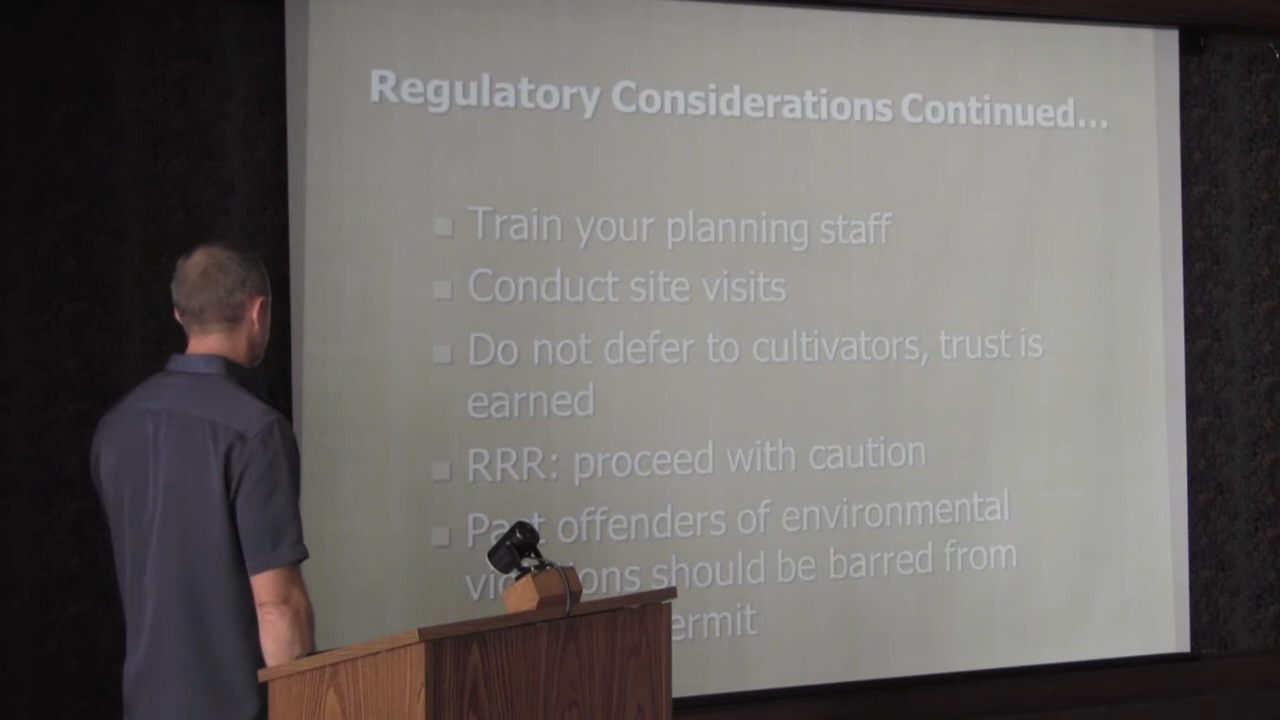 Regulatory Considerations Continued...
Train your planning staff
Conduct site visits
Do not defer to cultivators, trust is
earned
RRR: proceed with caution
Past offenders of environmental
should be barred from